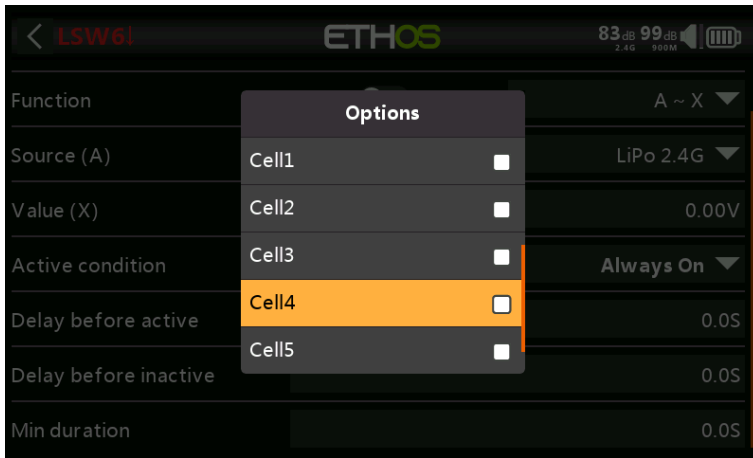 LSW6
ETHOS
83dB 99dB
2.4G 900M
Function
A ~ X
Options
Source (A)
LiPo 2.4G
Cell1
Value (X)
0.00V
Cell2
Active condition
Always On
Cell3
Delay before active
0.0S
Cell4
Delay before inactive
0.0S
Cell5
Min duration
0.0S